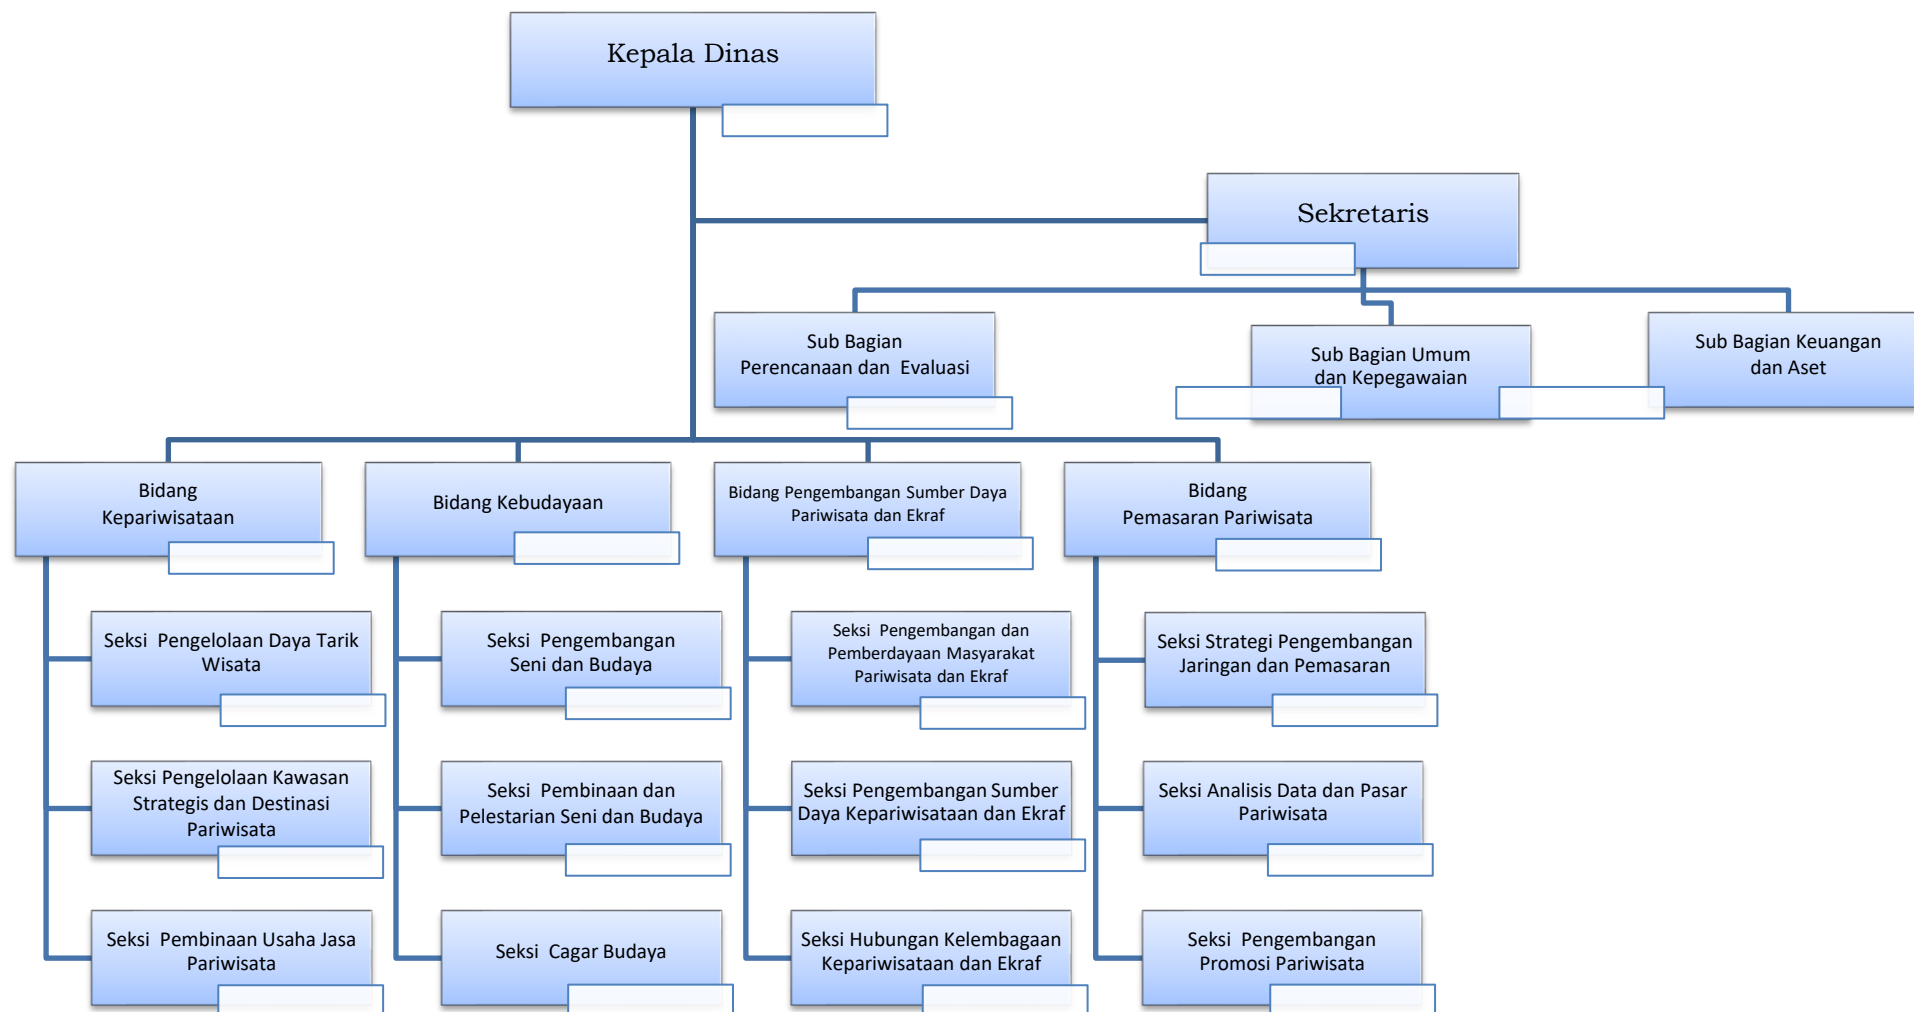 Kepala Dinas
Sekretaris
Sub Bagian
Perencanaan dan Evaluasi
Sub Bagian Umum
dan Kepegawaian
Sub Bagian Keuangan
dan Aset
Bidang
Kepariwisataan
Bidang Kebudayaan
Bidang Pengembangan Sumber Daya
Pariwisata dan Ekraf
Bidang
Pemasaran Pariwisata
Seksi Pengelolaan Daya Tarik
Wisata
Seksi Pengembangan
Seni dan Budaya
Seksi Pengembangan dan
Pemberdayaan Masyarakat
Pariwisata dan Ekraf
Seksi Strategi Pengembangan
Jaringan dan Pemasaran
Seksi Pengelolaan Kawasan
Strategis dan Destinasi
Pariwisata
Seksi Pembinaan dan
Pelestarian Seni dan Budaya
Seksi Pengembangan Sumber
Daya Kepariwisataan dan Ekraf
Seksi Analisis Data dan Pasar
Pariwisata
Seksi Pembinaan Usaha Jasa
Pariwisata
Seksi Cagar Budaya
Seksi Hubungan Kelembagaan
Kepariwisataan dan Ekraf
Seksi Pengembangan
Promosi Pariwisata